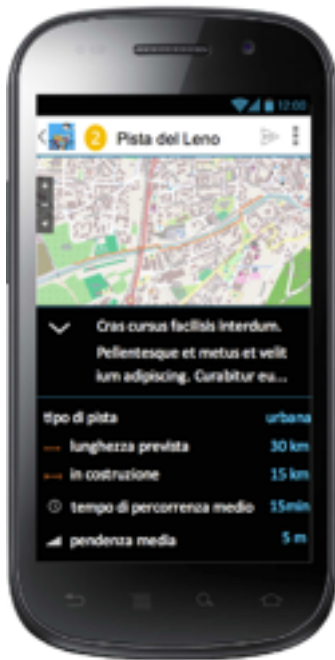 12:00
2 Pista del Leno
Cras cursus facilisis interdum.
Pellentesque et metus et velit
ium adipiscing. Curabitur eu...
tipo di pista urbana
lunghezza prevista 30 km
in costruzione 15 km
tempo di percorrenza medio 15min
pendenza media 5 m